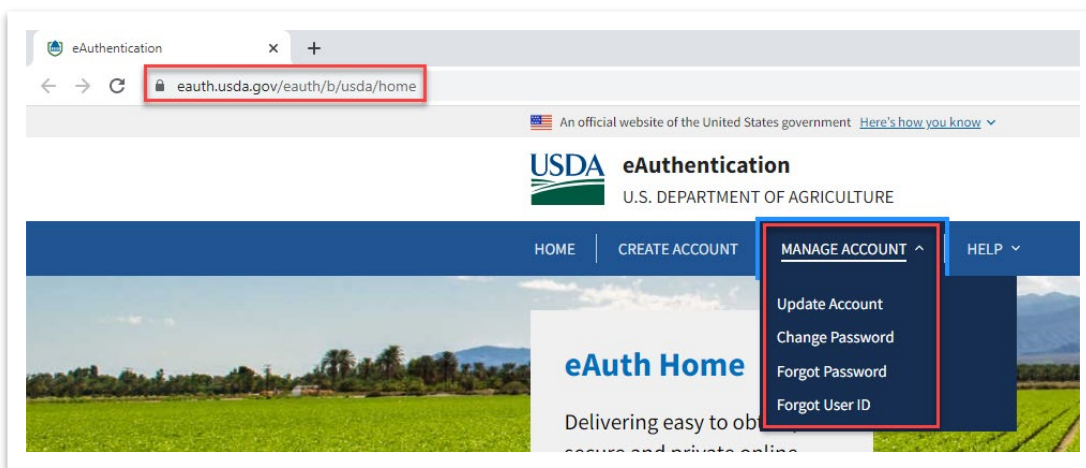 eAuthentication
eauth.usda.gov/eauth/b/usda/home
An official website of the United States government Here's how you know
USDA
eAuthentication
U.S. DEPARTMENT OF AGRICULTURE
HOME CREATE ACCOUNT MANAGE ACCOUNT HELP
Update Account
Change Password
Forgot Password
Forgot User ID
eAuth Home
Delivering easy to
secure and private online